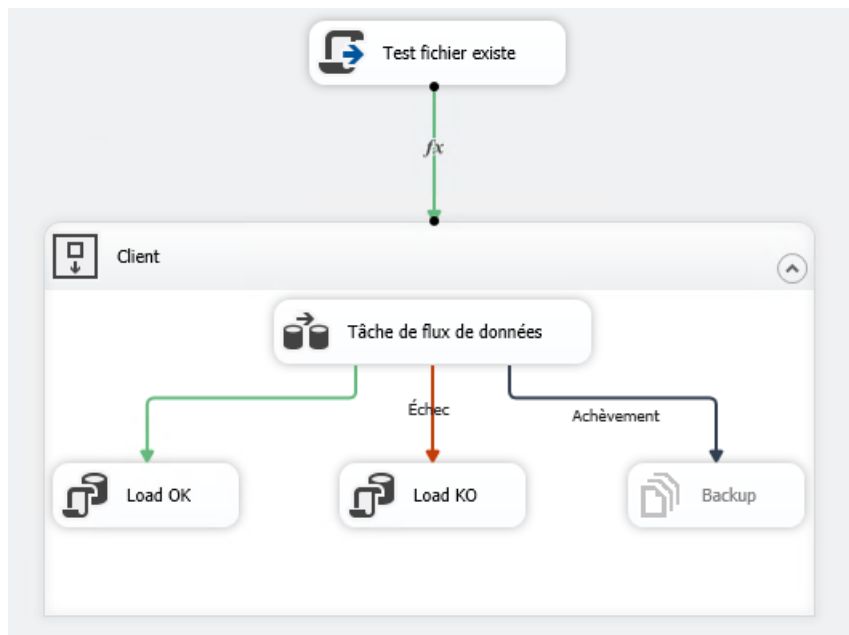 Test fichier existe
fx
Client
Tâche de flux de données
Échec
Achèvement
Load OK
Load KO
Backup